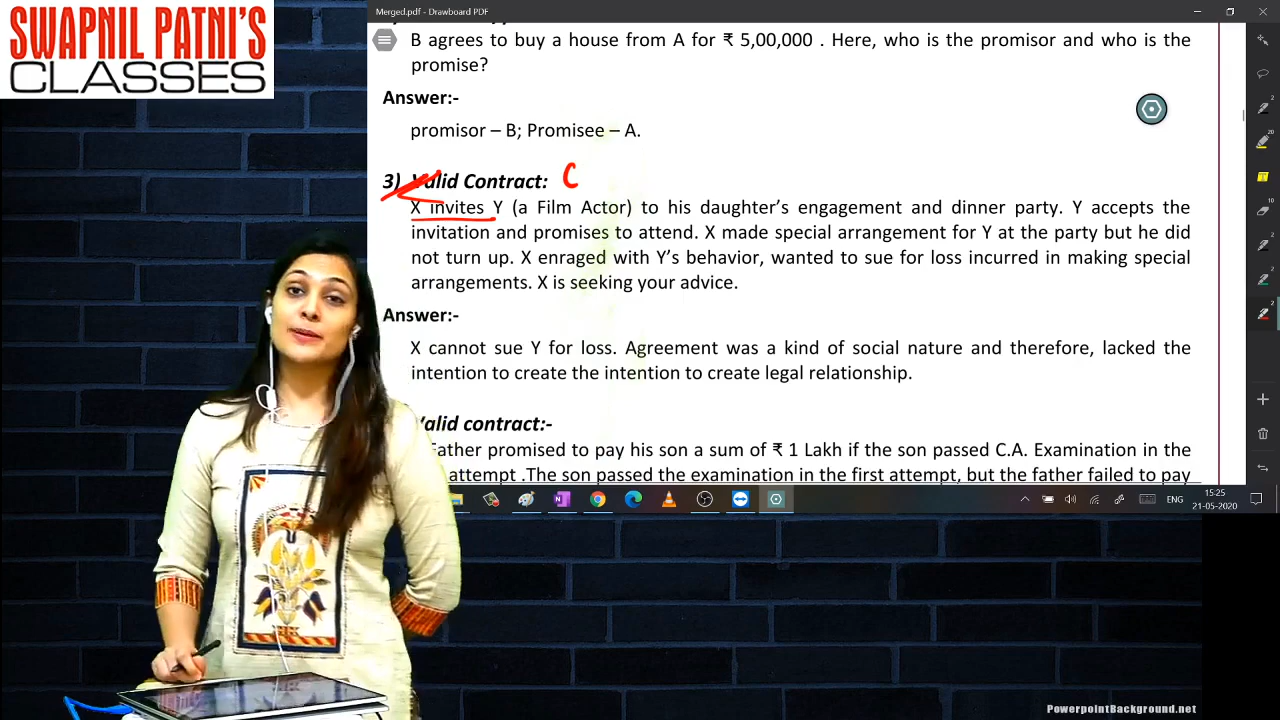 SWAPNIL PATNI'S
CLASSES
Merged.pdf - Drawboard PDF
B agrees to buy a house from A for ₹ 5,00,000 . Here, who is the promisor and who is the
promise?
Answer:-
promisor – B; Promisee – A.
3) Valid Contract: C
X invites Y (a Film Actor) to his daughter's engagement and dinner party. Y accepts the
invitation and promises to attend. X made special arrangement for Y at the party but he did
not turn up. X enraged with Y's behavior, wanted to sue for loss incurred in making special
arrangements. X is seeking your advice.
Answer:-
X cannot sue Y for loss. Agreement was a kind of social nature and therefore, lacked the
intention to create the intention to create legal relationship.
Valid contract:-
Father promised to pay his son a sum of ₹ 1 Lakh if the son passed C.A. Examination in the
attempt .The son passed the examination in the first attempt, but the father failed to pay
ENG
15:25
21-05-2020
PowerpointBackground.net